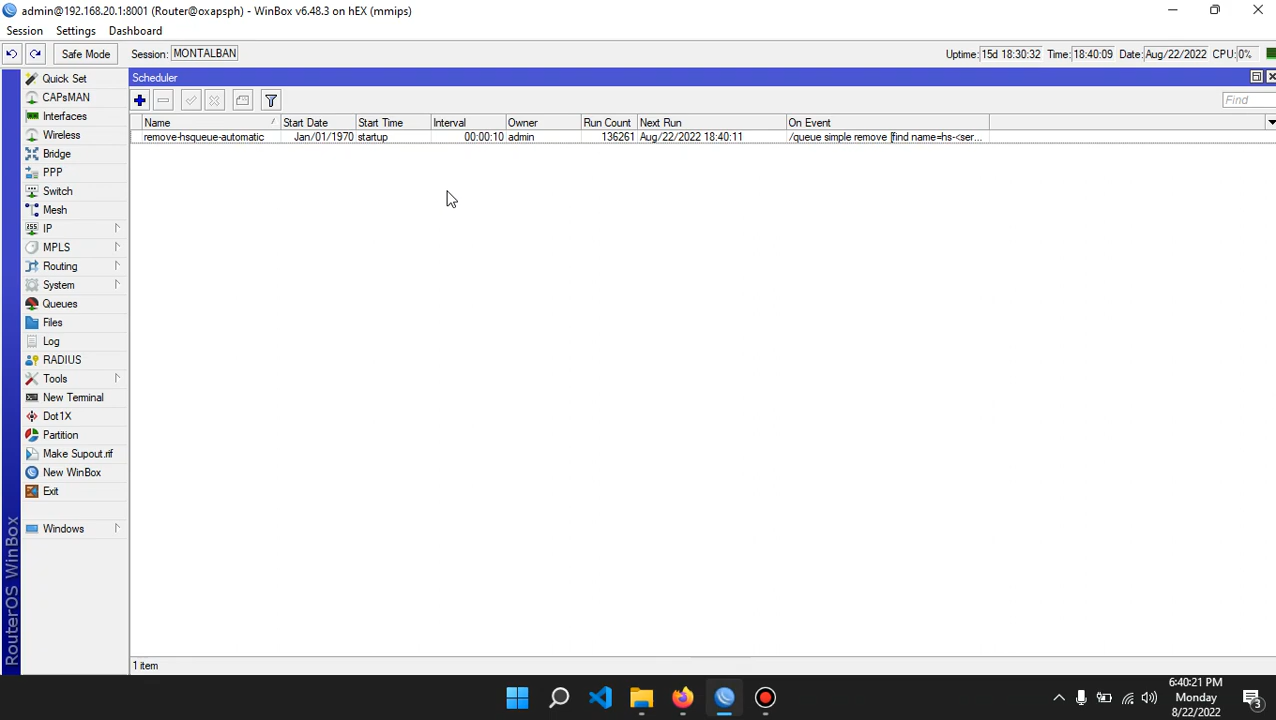 admin@192.168.20.1:8001 (Router@oxapsph) - WinBox v6.48.3 on hEX (mmips)
Session Settings Dashboard
Safe Mode Session: MONTALBAN Uptime: 15d 18:30:32 Time: 18:40:09 Date: Aug/22/2022 CPU: 0%
Quick Set
CAPsMAN
Interfaces
Wireless
Bridge
PPP
Switch
Mesh
IP
MPLS
Routing
System
Queues
Files
Log
RADIUS
Tools
New Terminal
Dot1X
Partition
Make Supout.rif
New WinBox
Exit
Windows
RouterOS WinBox
Scheduler
Find
Name Start Date Start Time Interval Owner Run Count Next Run On Event
remove-hsqueue-automatic Jan/01/1970 startup 00:00:10 admin 136261 Aug/22/2022 18:40:11 /queue simple remove [find name=hs-<ser...
1 item
6:40:21 PM
Monday
8/22/2022
3